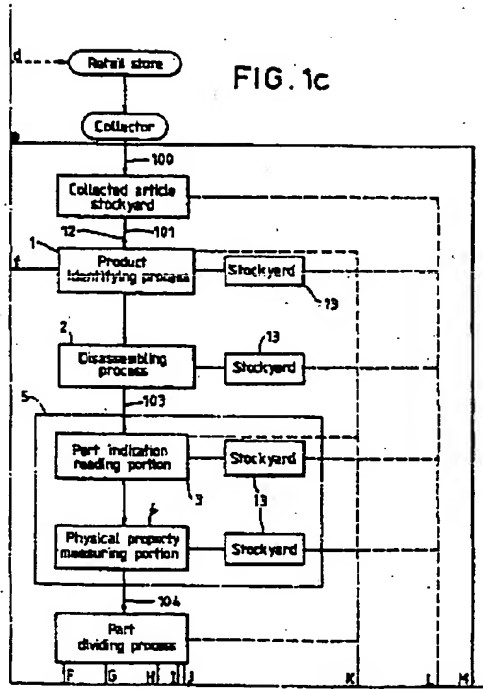 d
Retail store
FIG. 1c
Collector
e
100
Collected article
stockyard
12
101
1
f
Product
identifying process
Stockyard
13
2
13
Disassembling
process
Stockyard
103
5
Part indication
reading portion
Stockyard
3
13
4
Physical property
measuring portion
Stockyard
104
Part
dividing process
F
G
H
I
J
K
L
M